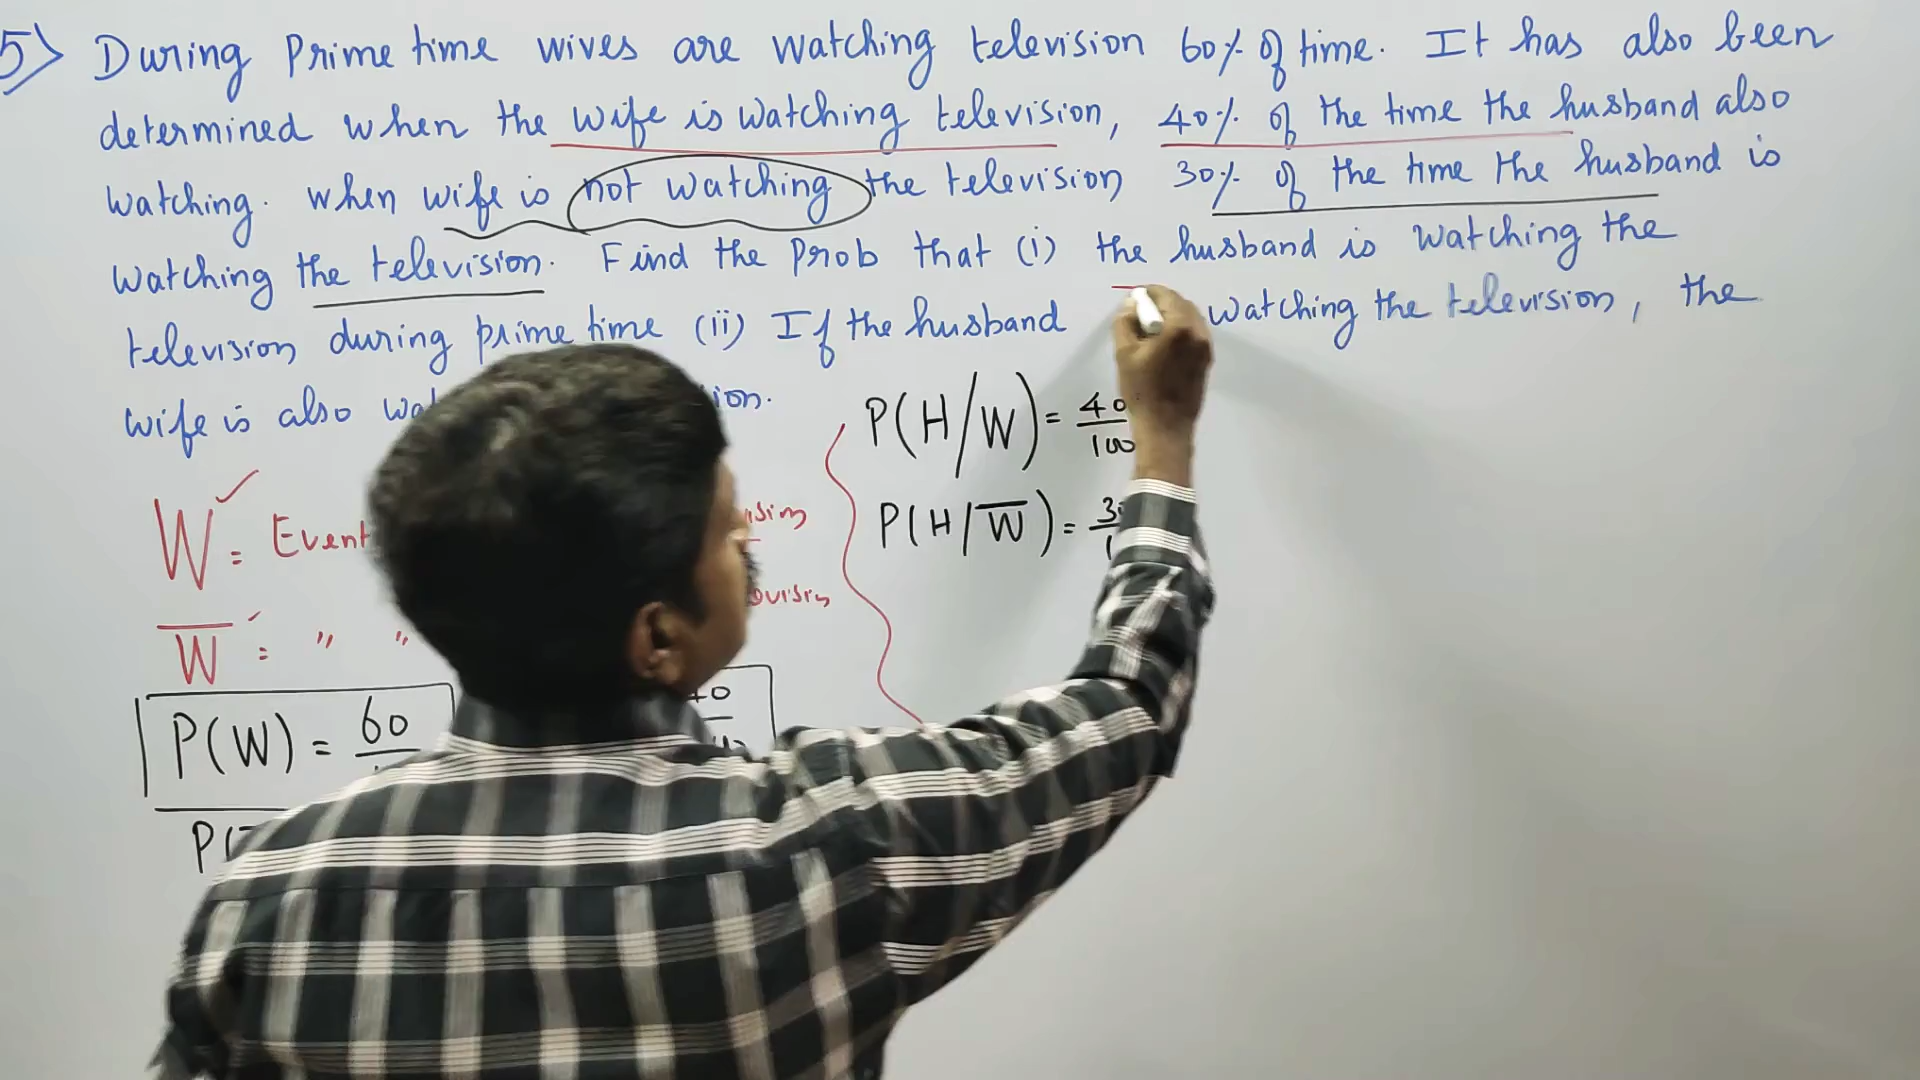 5) During Prime time wives are watching television 60% of time. It has also been
determined when the wife is watching television, 40% of the time the husband also
watching. when wife is not watching the television 30% of the time the husband is
watching the television. Find the prob that (i) the husband is watching the
television during prime time (ii) If the husband watching the television, the
wife is also
P(H/W) = 40/100
W = Event
P(H/W̅) =
W̅ = " "
P(W) = 60